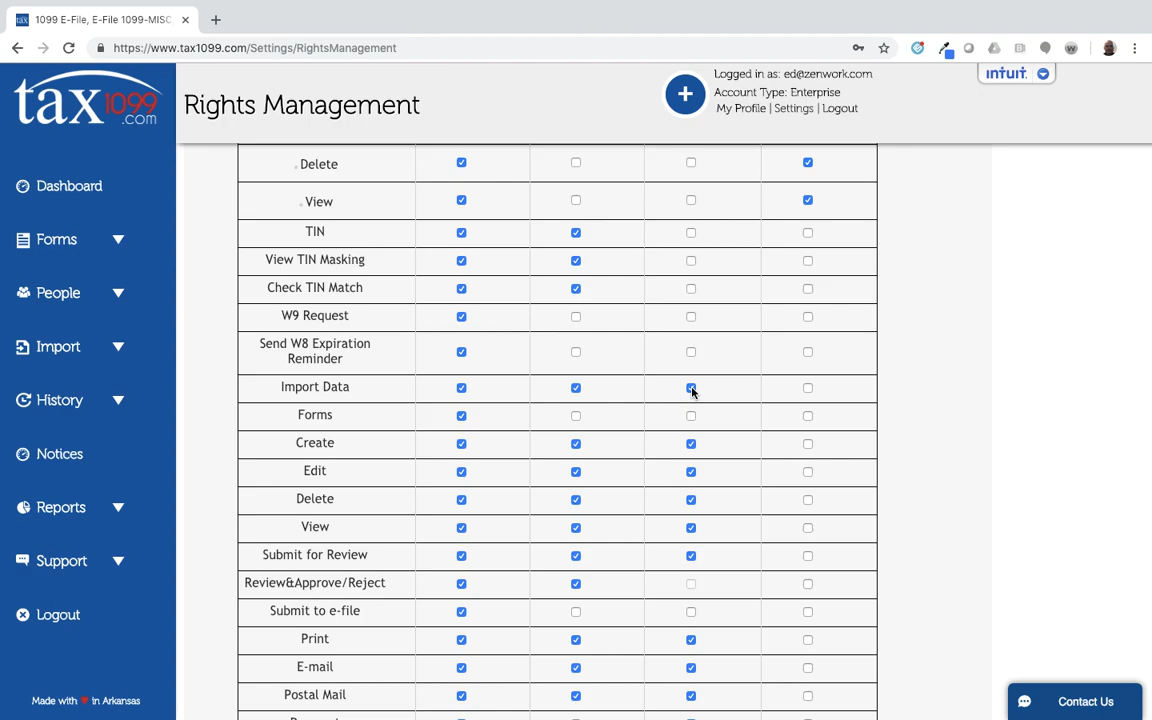 1099 E-File, E-File 1099-MISC,
https://www.tax1099.com/Settings/RightsManagement
tax1099
.com
Rights Management
Logged in as: ed@zenwork.com
Account Type: Enterprise
My Profile | Settings | Logout
intuit
Dashboard
Forms
People
Import
History
Notices
Reports
Support
Logout
Made with ❤ in Arkansas
Delete
View
TIN
View TIN Masking
Check TIN Match
W9 Request
Send W8 Expiration
Reminder
Import Data
Forms
Create
Edit
Delete
View
Submit for Review
Review&Approve/Reject
Submit to e-file
Print
E-mail
Postal Mail
Contact Us